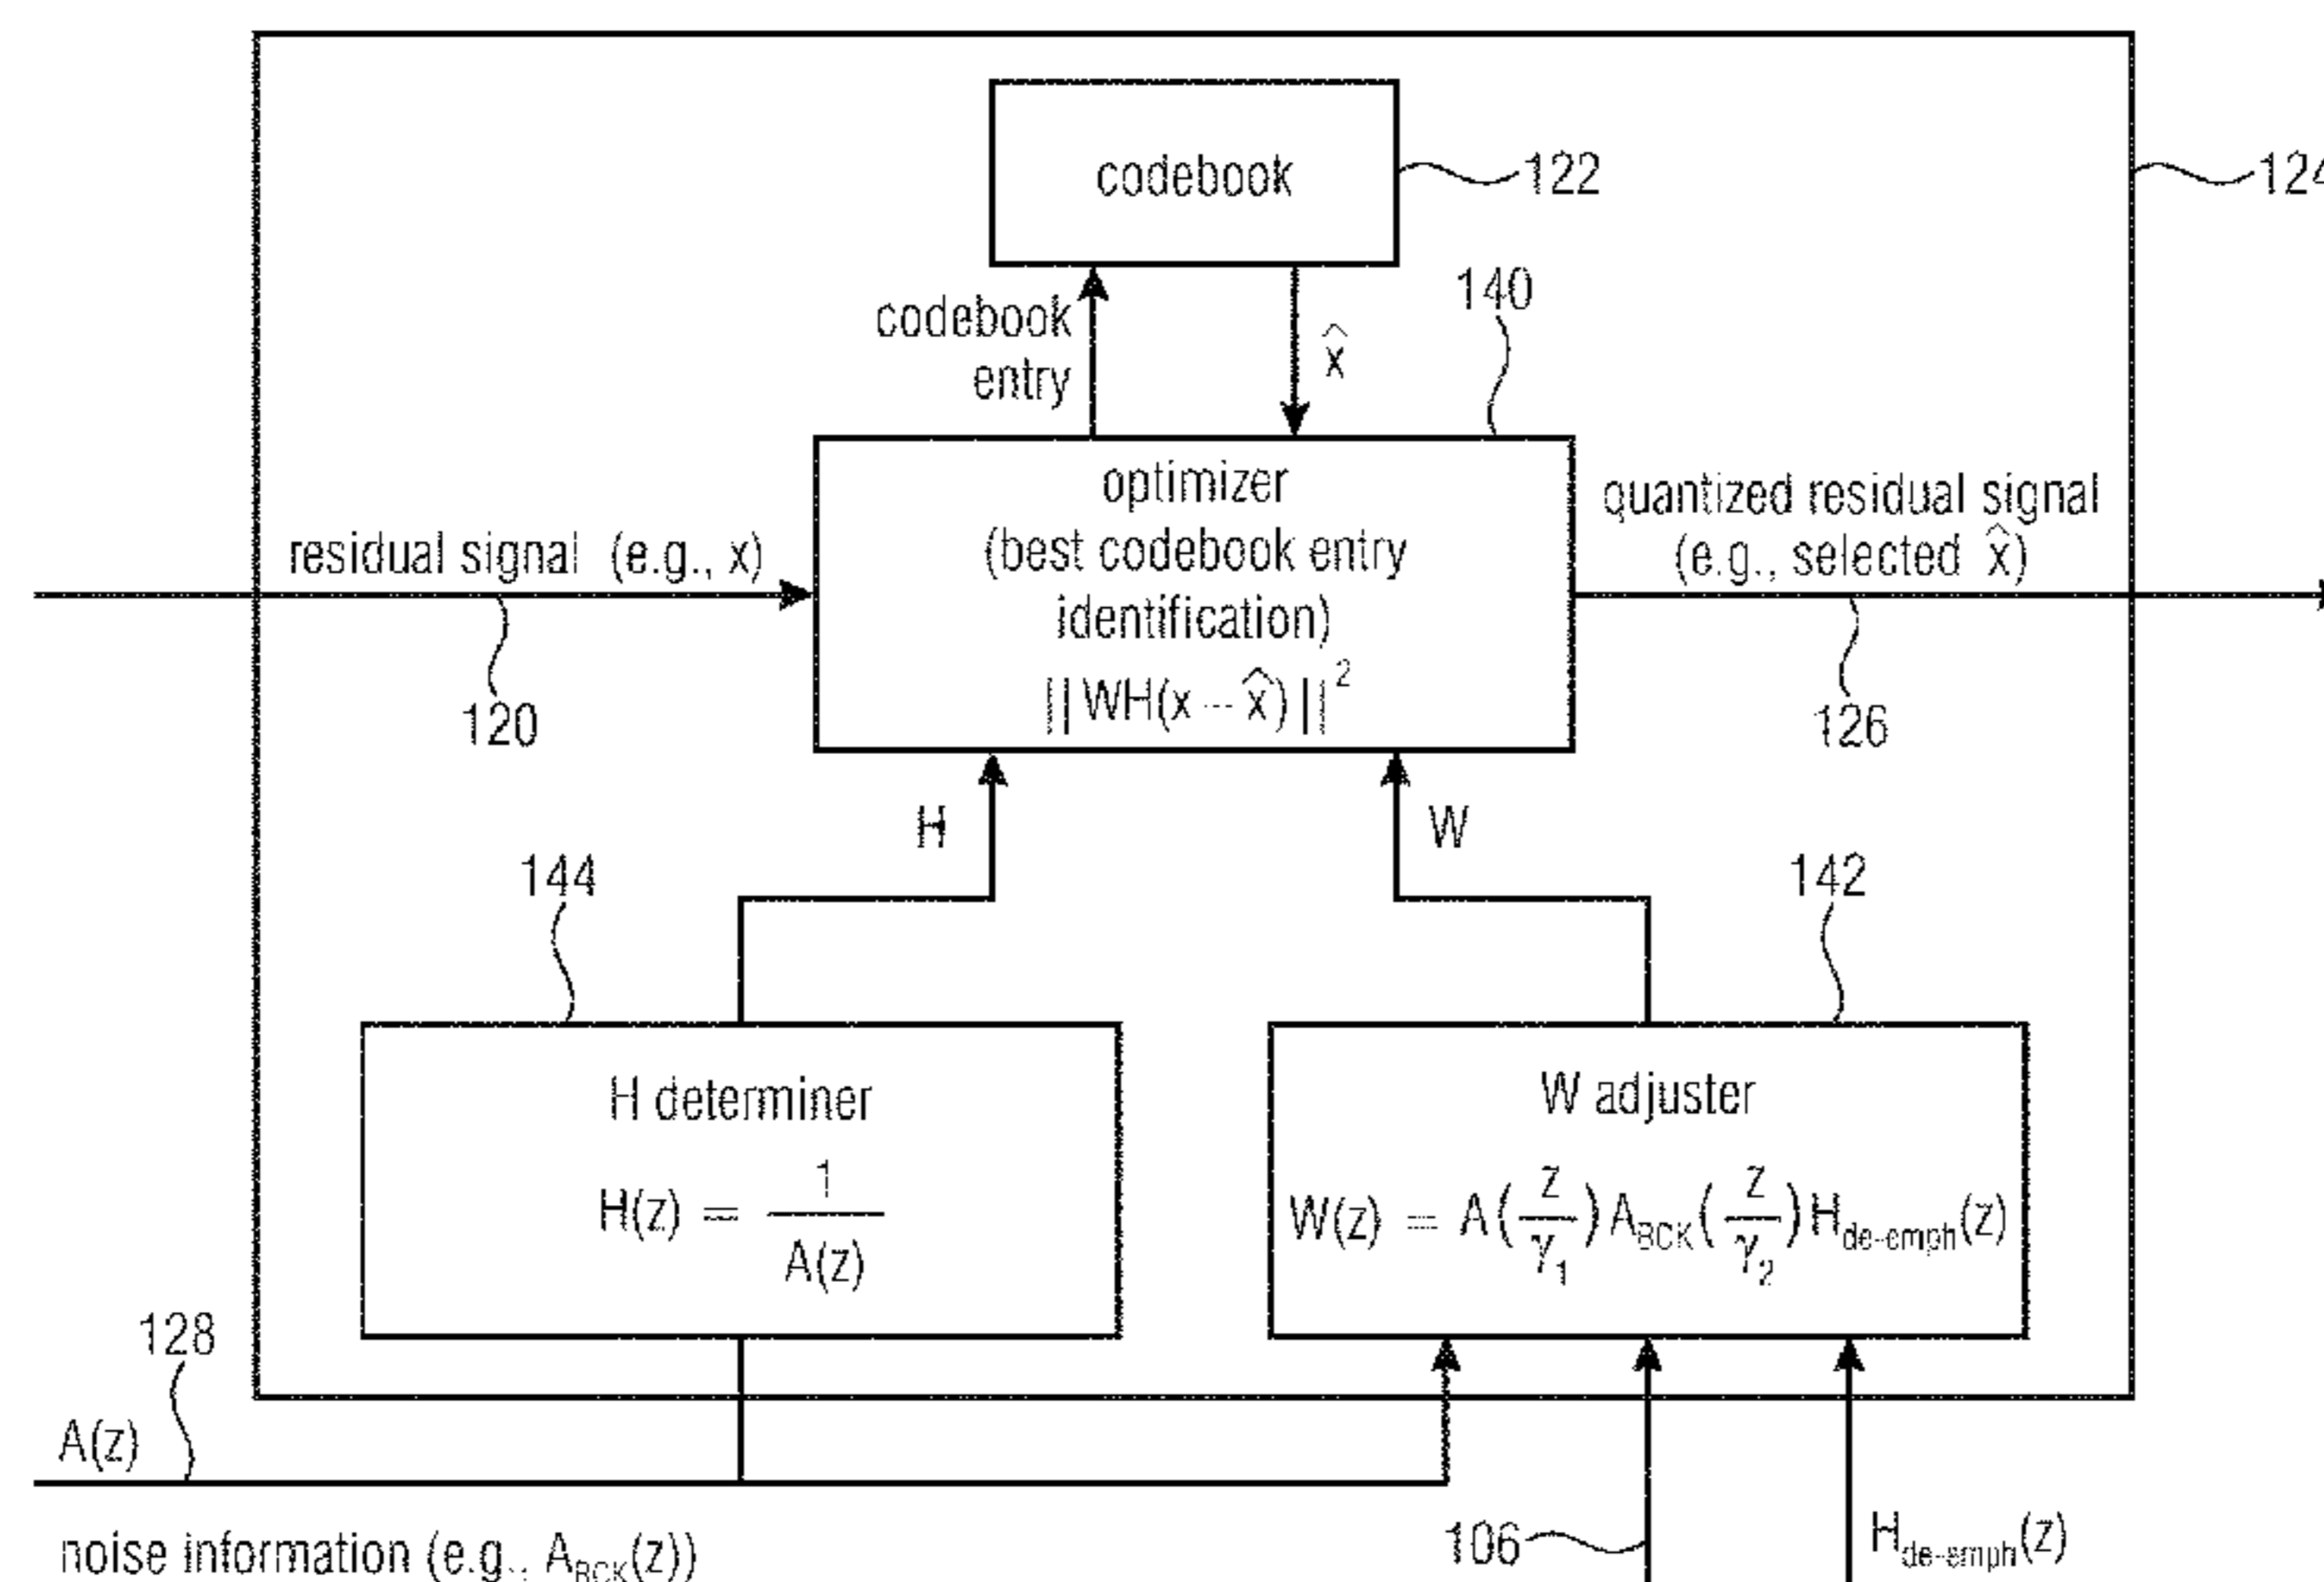 codebook
122
124
codebook
entry
x̂
140
optimizer
(best codebook entry
identification)
|| WH(x – x̂) ||²
residual signal (e.g., x)
120
quantized residual signal
(e.g., selected x̂)
126
H
W
144
142
H determiner
H(z) = 1 / A(z)
W adjuster
W(z) = A(z/γ₁)A_BCK(z/γ₂)H_de-emph(z)
128
A(z)
noise information (e.g., A_BCK(z))
106
H_de-emph(z)